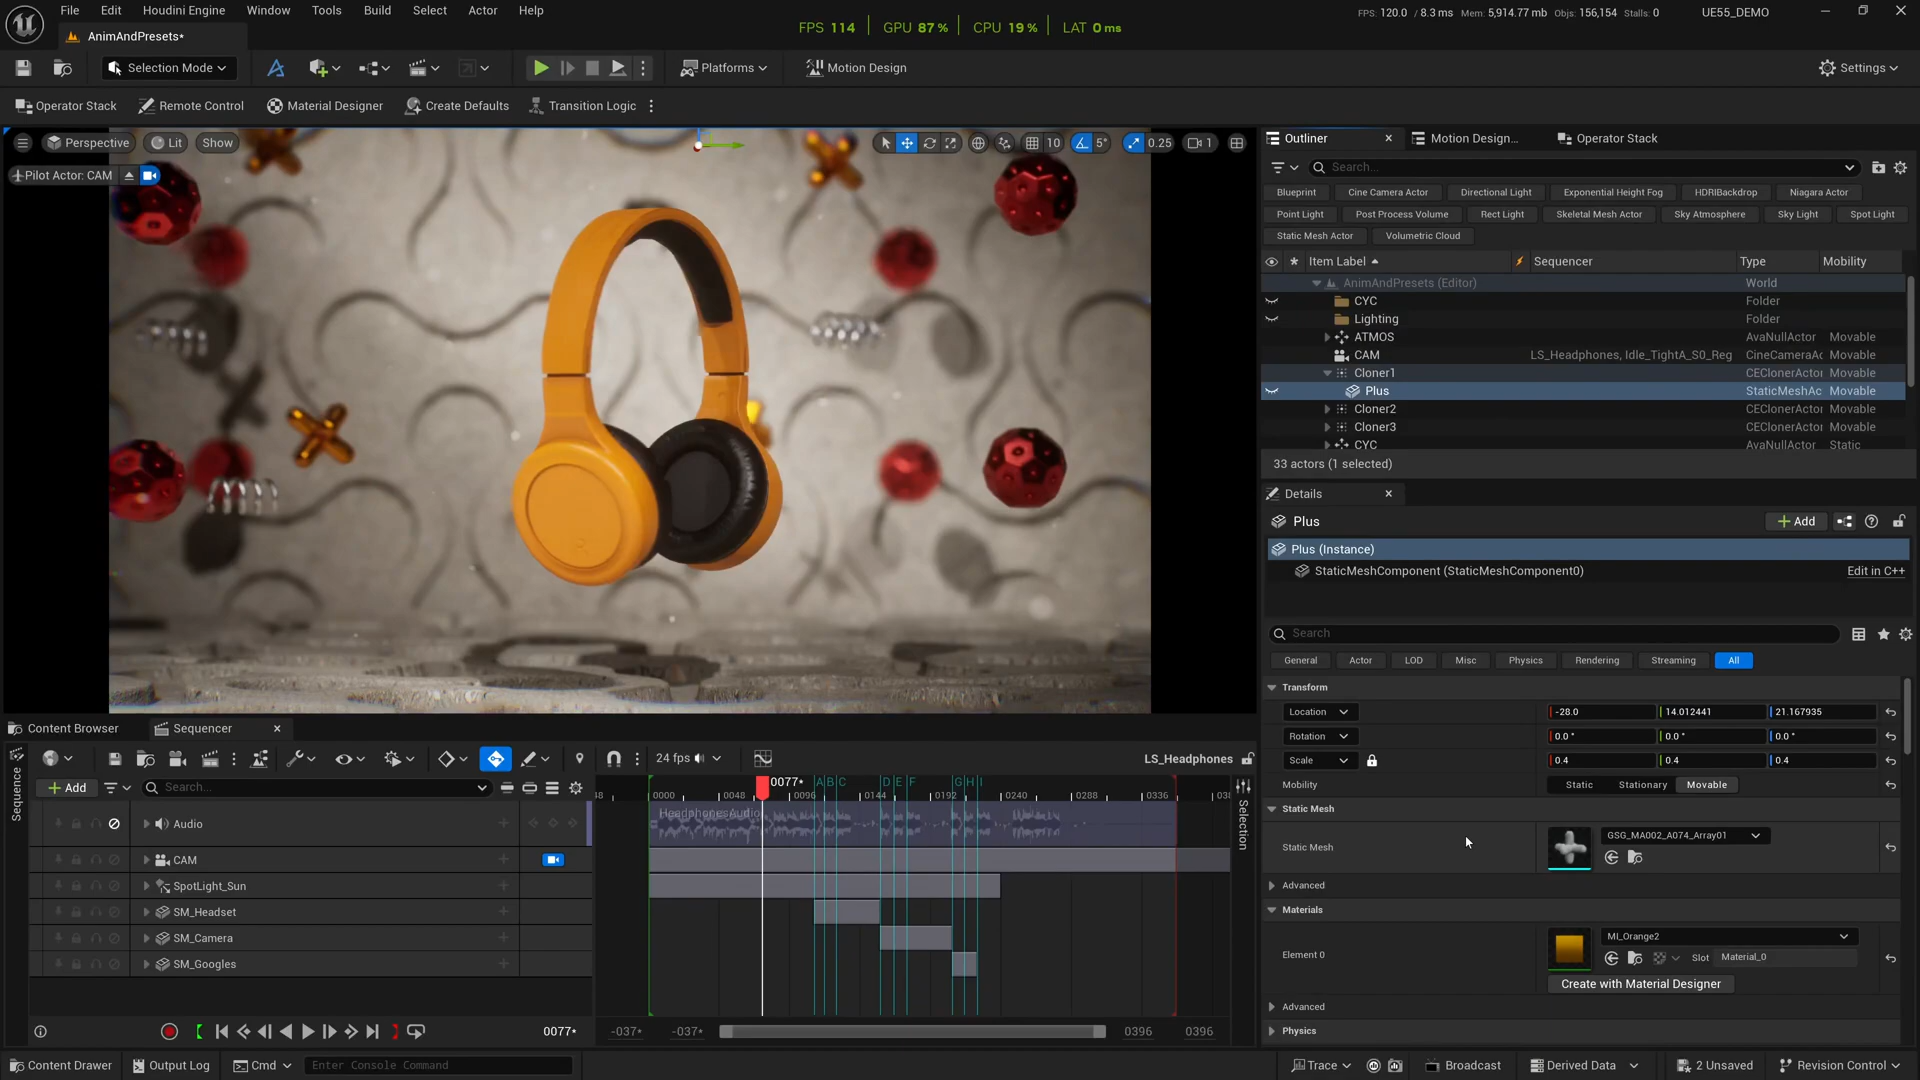 File Edit Houdini Engine Window Tools Build Select Actor Help
FPS: 120.0 / 8.3 ms Mem: 5,914.77 mb Objs: 156,154 Stalls: 0 UE55_DEMO
FPS 114 GPU 87 % CPU 19 % LAT 0 ms
AnimAndPresets*
Selection Mode Platforms Motion Design Settings
Operator Stack Remote Control Material Designer Create Defaults Transition Logic
Perspective Lit Show 10 5° 0.25 1
Pilot Actor: CAM
Outliner Motion Design... Operator Stack
Search...
Blueprint Cine Camera Actor Directional Light Exponential Height Fog HDRIBackdrop Niagara Actor
Point Light Post Process Volume Rect Light Skeletal Mesh Actor Sky Atmosphere Sky Light Spot Light
Static Mesh Actor Volumetric Cloud
Item Label Sequencer Type Mobility
AnimAndPresets (Editor) World
CYC Folder
Lighting Folder
ATMOS AvaNullActor Movable
CAM LS_Headphones, Idle_TightA_S0_Reg CineCameraAc Movable
Cloner1 CEClonerActor Movable
Plus StaticMeshAc Movable
Cloner2 CEClonerActor Movable
Cloner3 CEClonerActor Movable
CYC AvaNullActor Static
33 actors (1 selected)
Details
Plus Add
Plus (Instance)
StaticMeshComponent (StaticMeshComponent0) Edit in C++
Search
General Actor LOD Misc Physics Rendering Streaming All
Transform
Location -28.0 14.012441 21.167935
Rotation 0.0 ° 0.0 ° 0.0 °
Scale 0.4 0.4 0.4
Mobility Static Stationary Movable
Static Mesh
Static Mesh GSG_MA002_A074_Array01
Advanced
Materials
Element 0 MI_Orange2
Slot Material_0
Create with Material Designer
Advanced
Physics
Content Browser Sequencer
Sequence
24 fps LS_Headphones
Add Search...
0077* A B C D E F G H I
0000 0048 0096 0144 0192 0240 0288 0336
HeadphonesAudio
Selection
Audio
CAM
SpotLight_Sun
SM_Headset
SM_Camera
SM_Googles
0077* -037* -037* 0396 0396
Content Drawer Output Log Cmd Enter Console Command Trace Broadcast Derived Data 2 Unsaved Revision Control